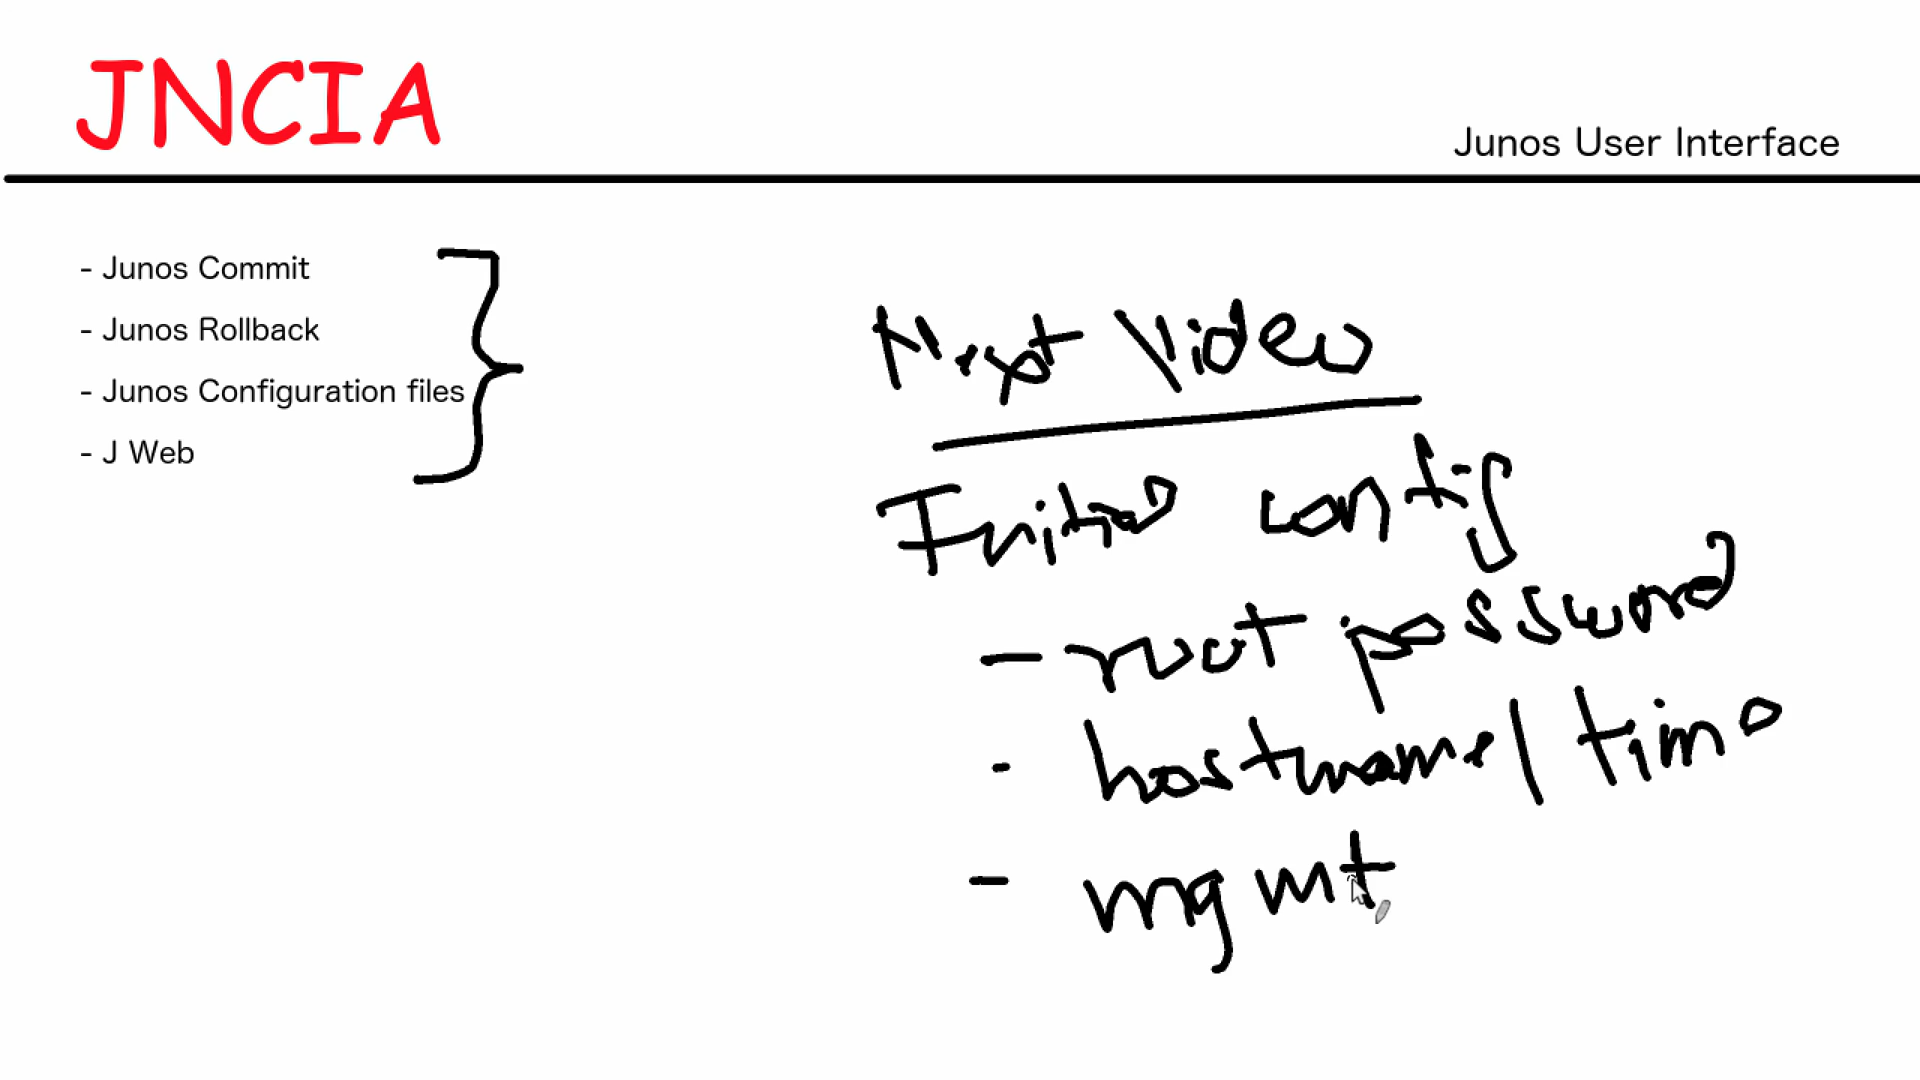 JNCIA
Junos User Interface
- Junos Commit
- Junos Rollback
- Junos Configuration files
- J Web
Next Video
Initial config
- root password
- hostname/time
- mgmt